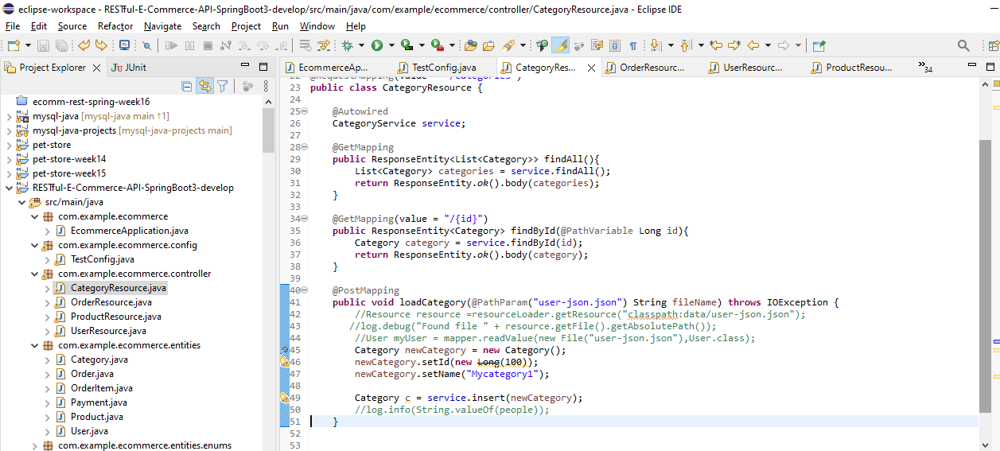 eclipse-workspace - RESTful-E-Commerce-API-SpringBoot3-develop/src/main/java/com/example/ecommerce/controller/CategoryResource.java - Eclipse IDE
File Edit Source Refactor Navigate Search Project Run Window Help
Project Explorer JUnit
ecomm-rest-spring-week16
mysql-java [mysql-java main ↑1]
mysql-java-projects [mysql-java-projects main]
pet-store
pet-store-week14
pet-store-week15
RESTful-E-Commerce-API-SpringBoot3-develop
src/main/java
com.example.ecommerce
EcommerceApplication.java
com.example.ecommerce.config
TestConfig.java
com.example.ecommerce.controller
CategoryResource.java
OrderResource.java
ProductResource.java
UserResource.java
com.example.ecommerce.entities
Category.java
Order.java
OrderItem.java
Payment.java
Product.java
User.java
com.example.ecommerce.entities.enums
EcommerceAp... TestConfig.java CategoryRes... OrderResourc... UserResourc... ProductResou... »34
22 @RequestMapping(value = "/categories")
23 public class CategoryResource {
24
25 @Autowired
26 CategoryService service;
27
28 @GetMapping
29 public ResponseEntity<List<Category>> findAll(){
30 List<Category> categories = service.findAll();
31 return ResponseEntity.ok().body(categories);
32 }
33
34 @GetMapping(value = "/{id}")
35 public ResponseEntity<Category> findById(@PathVariable Long id){
36 Category category = service.findById(id);
37 return ResponseEntity.ok().body(category);
38 }
39
40 @PostMapping
41 public void loadCategory(@PathParam("user-json.json") String fileName) throws IOException {
42 //Resource resource =resourceLoader.getResource("classpath:data/user-json.json");
43 //log.debug("Found file " + resource.getFile().getAbsolutePath());
44 //User myUser = mapper.readValue(new File("user-json.json"),User.class);
45 Category newCategory = new Category();
46 newCategory.setId(new Long(100));
47 newCategory.setName("Mycategory1");
48
49 Category c = service.insert(newCategory);
50 //log.info(String.valueOf(people));
51 }
52
53